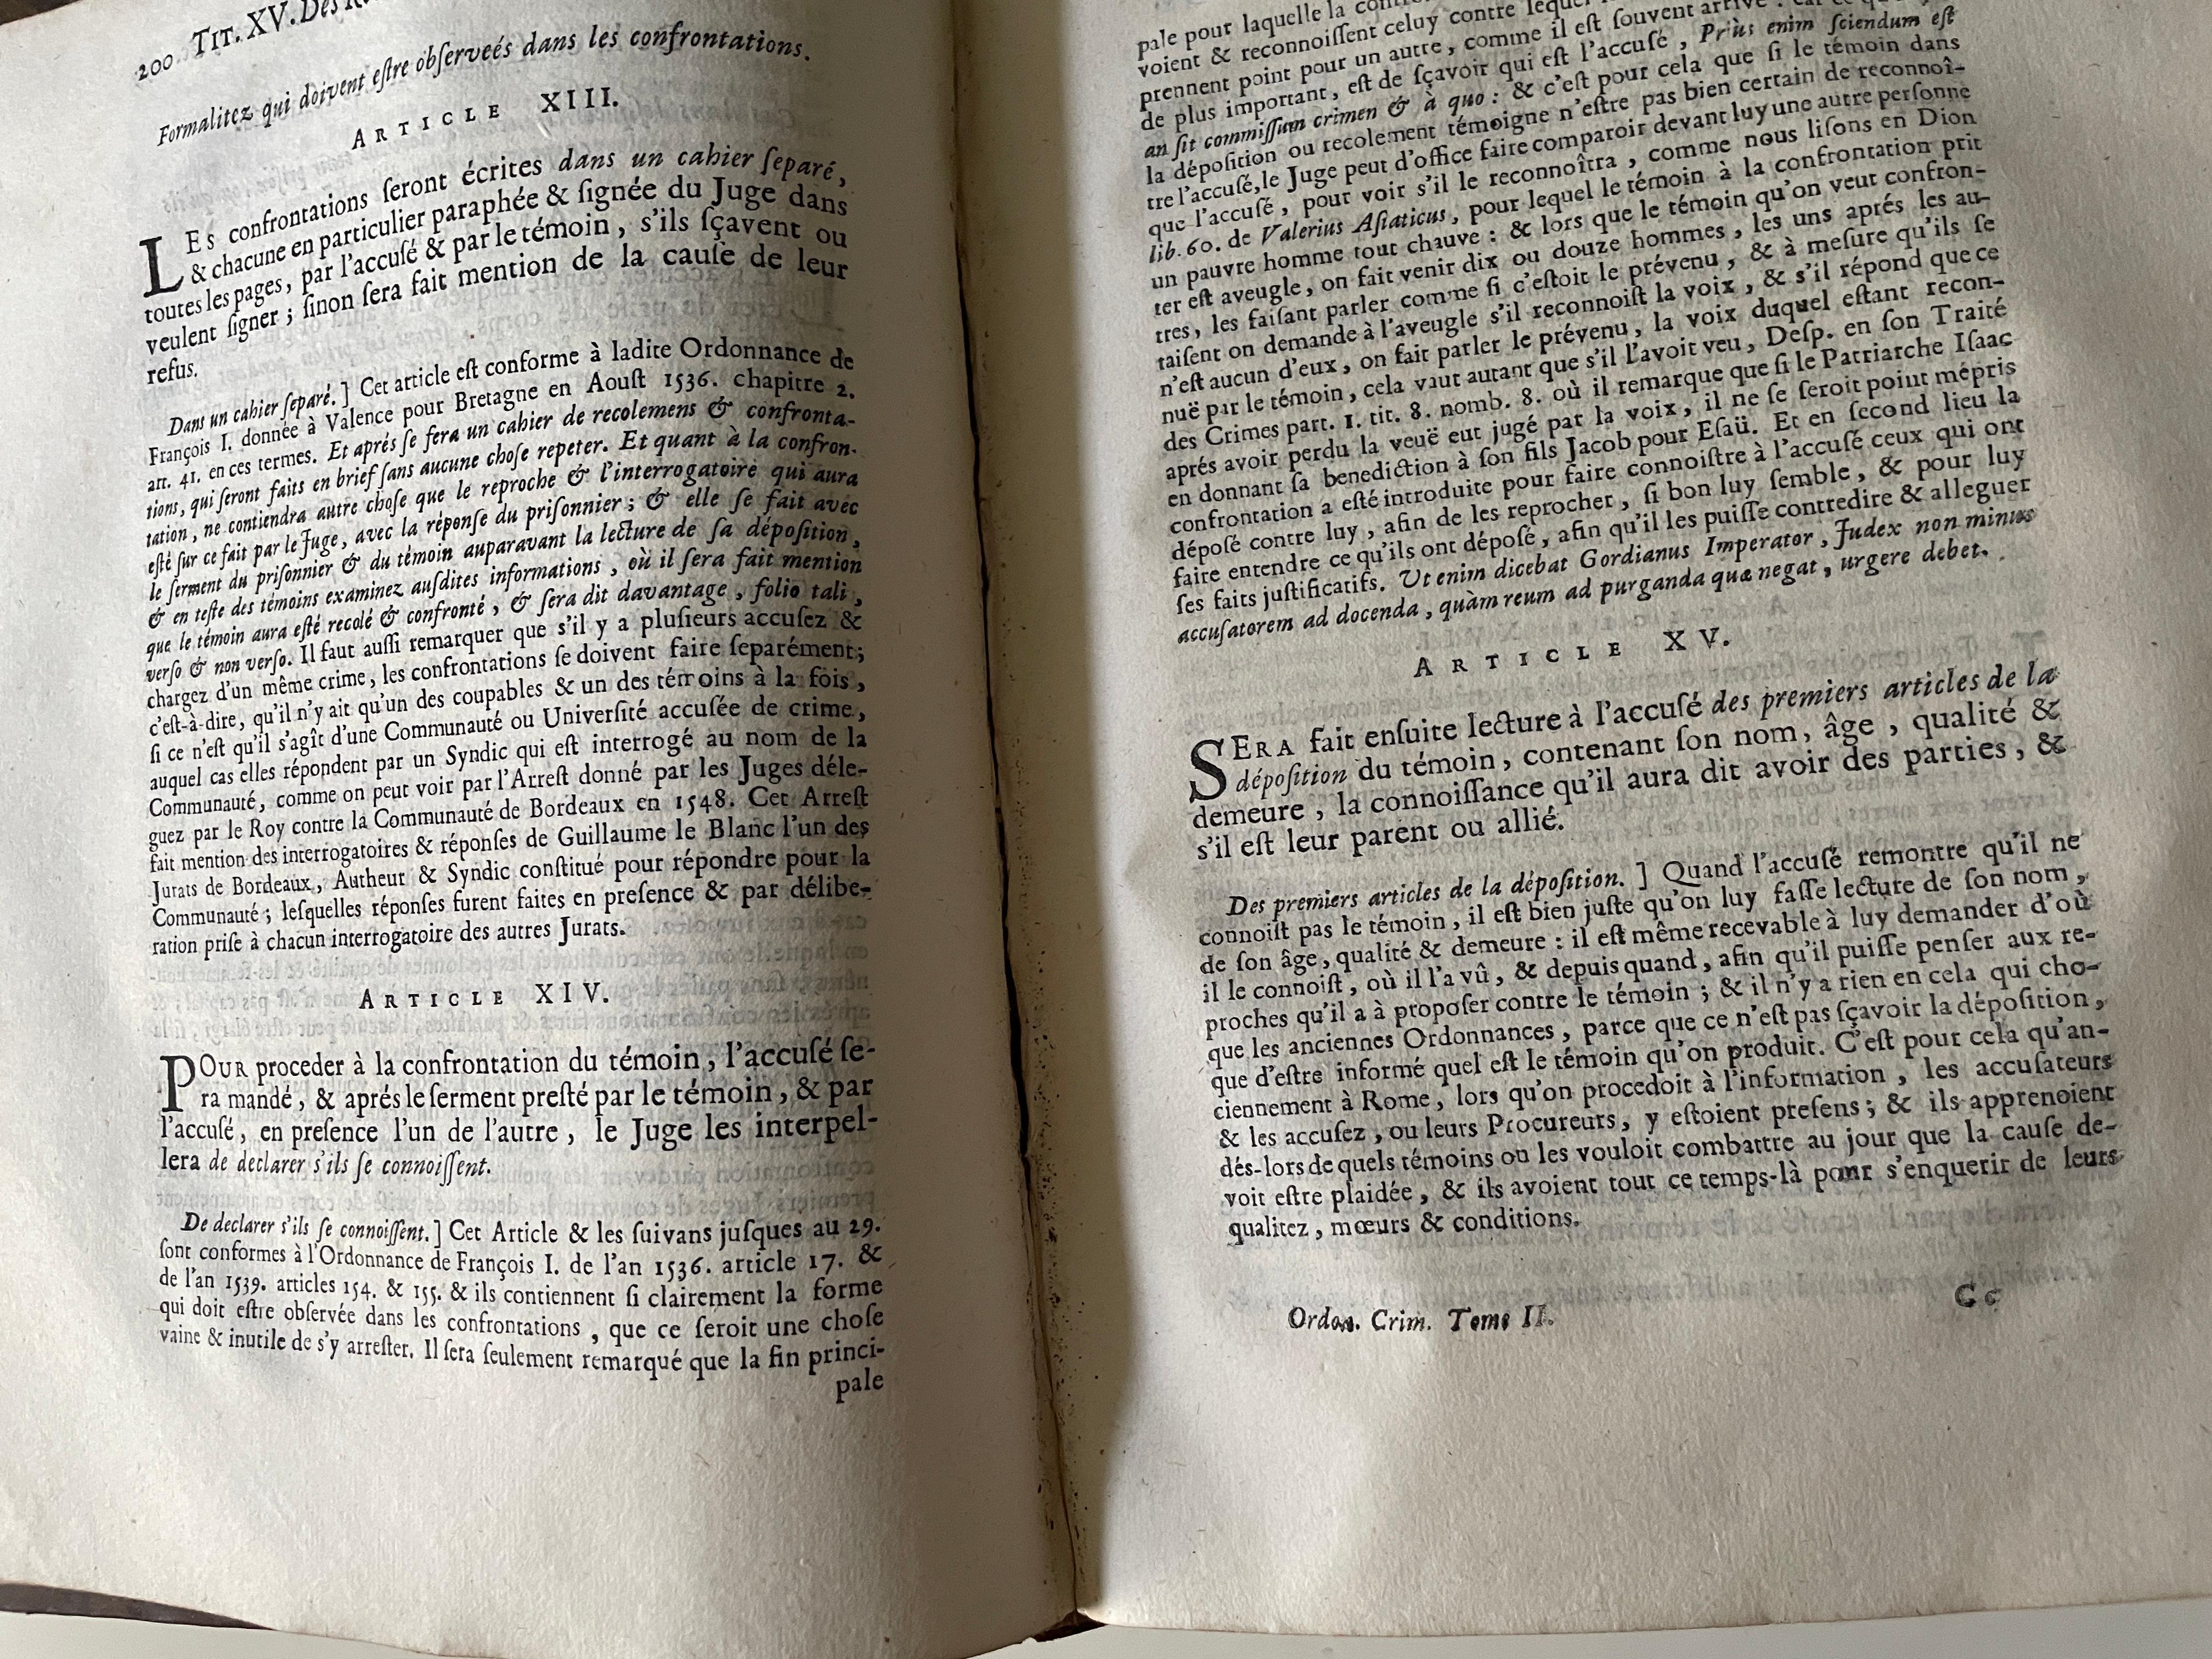 200 TIT. XV. Des
Formalitez qui doivent eſtre obſerveés dans les confrontations.
ARTICLE XIII.
LEs confrontations ſeront écrites dans un cahier ſeparé,
& chacune en particulier paraphée & ſignée du Juge dans
toutes les pages, par l'accuſé & par le témoin, s'ils ſçavent ou
veulent ſigner; ſinon ſera fait mention de la cauſe de leur
refus.
Dans un cahier ſeparé.] Cet article eſt conforme à ladite Ordonnance de
François I. donnée à Valence pour Bretagne en Aouſt 1536. chapitre 2.
art. 41. en ces termes. Et aprés ſe fera un cahier de recolemens & confronta-
tions, qui ſeront faits en brief ſans aucune choſe repeter. Et quant à la confron-
tation, ne contiendra autre choſe que le reproche & l'interrogatoire qui aura
eſté ſur ce fait par le Juge, avec la réponſe du priſonnier; & elle ſe fait avec
le ſerment du priſonnier & du témoin auparavant la lecture de ſa dépoſition,
& en teſte des témoins examinez auſdites informations, où il ſera fait mention
que le témoin aura eſté recolé & confronté, & ſera dit davantage, folio tali,
verſo & non verſo. Il faut auſſi remarquer que s'il y a pluſieurs accuſez &
chargez d'un même crime, les confrontations ſe doivent faire ſeparément;
c'eſt-à-dire, qu'il n'y ait qu'un des coupables & un des témoins à la fois,
ſi ce n'eſt qu'il s'agît d'une Communauté ou Univerſité accuſée de crime,
auquel cas elles répondent par un Syndic qui eſt interrogé au nom de la
Communauté, comme on peut voir par l'Arreſt donné par les Juges déle-
guez par le Roy contre la Communauté de Bordeaux en 1548. Cet Arreſt
fait mention des interrogatoires & réponſes de Guillaume le Blanc l'un des
Jurats de Bordeaux, Autheur & Syndic conſtitué pour répondre pour la
Communauté; leſquelles réponſes furent faites en preſence & par délibe-
ration priſe à chacun interrogatoire des autres Jurats.
ARTICLE XIV.
POUR proceder à la confrontation du témoin, l'accuſé ſe-
ra mandé, & aprés le ſerment preſté par le témoin, & par
l'accuſé, en preſence l'un de l'autre, le Juge les interpel-
lera de declarer s'ils ſe connoiſſent.
De declarer s'ils ſe connoiſſent.] Cet Article & les ſuivans juſques au 29.
ſont conformes à l'Ordonnance de François I. de l'an 1536. article 17. &
de l'an 1539. articles 154. & 155. & ils contiennent ſi clairement la forme
qui doit eſtre obſervée dans les confrontations, que ce ſeroit une choſe
vaine & inutile de s'y arreſter. Il ſera ſeulement remarqué que la fin princi-
pale
pale pour laquelle la
voient & reconnoiſſent celuy contre lequel
prennent point pour un autre, comme il eſt ſouvent arrivé: car ce
de plus important, eſt de ſçavoir qui eſt l'accuſé, Priùs enim ſciendum eſt
an ſit commiſſum crimen & à quo: & c'eſt pour cela que ſi le témoin dans
la dépoſition ou recolement témoigne n'eſtre pas bien certain de reconnoî-
tre l'accuſé, le Juge peut d'office faire comparoir devant luy une autre perſonne
que l'accuſé, pour voir s'il le reconnoîtra, comme nous liſons en Dion
lib. 60. de Valerius Aſiaticus, pour lequel le témoin à la confrontation prit
un pauvre homme tout chauve: & lors que le témoin qu'on veut confron-
ter eſt aveugle, on fait venir dix ou douze hommes, les uns aprés les au-
tres, les faiſant parler comme ſi c'eſtoit le prévenu, & à meſure qu'ils ſe
taiſent on demande à l'aveugle s'il reconnoiſt la voix, & s'il répond que ce
n'eſt aucun d'eux, on fait parler le prévenu, la voix duquel eſtant recon-
nuë par le témoin, cela vaut autant que s'il l'avoit veu, Deſp. en ſon Traité
des Crimes part. 1. tit. 8. nomb. 8. où il remarque que ſi le Patriarche Iſaac
aprés avoir perdu la veuë eut jugé par la voix, il ne ſe ſeroit point mépris
en donnant ſa benediction à ſon fils Jacob pour Eſaü. Et en ſecond lieu la
confrontation a eſté introduite pour faire connoiſtre à l'accuſé ceux qui ont
dépoſé contre luy, afin de les reprocher, ſi bon luy ſemble, & pour luy
faire entendre ce qu'ils ont dépoſé, afin qu'il les puiſſe contredire & alleguer
ſes faits juſtificatifs. Ut enim dicebat Gordianus Imperator, Judex non minus
accuſatorem ad docenda, quàm reum ad purganda quæ negat, urgere debet.
ARTICLE XV.
SERA fait enſuite lecture à l'accuſé des premiers articles de la
dépoſition du témoin, contenant ſon nom, âge, qualité &
demeure, la connoiſſance qu'il aura dit avoir des parties, &
s'il eſt leur parent ou allié.
Des premiers articles de la dépoſition.] Quand l'accuſé remontre qu'il ne
connoiſt pas le témoin, il eſt bien juſte qu'on luy faſſe lecture de ſon nom,
de ſon âge, qualité & demeure: il eſt même recevable à luy demander d'où
il le connoiſt, où il l'a vû, & depuis quand, afin qu'il puiſſe penſer aux re-
proches qu'il a à propoſer contre le témoin; & il n'y a rien en cela qui cho-
que les anciennes Ordonnances, parce que ce n'eſt pas ſçavoir la dépoſition,
que d'eſtre informé quel eſt le témoin qu'on produit. C'eſt pour cela qu'an-
ciennement à Rome, lors qu'on procedoit à l'information, les accuſateurs
& les accuſez, ou leurs Procureurs, y eſtoient preſens; & ils apprenoient
dés-lors de quels témoins on les vouloit combattre au jour que la cauſe de-
voit eſtre plaidée, & ils avoient tout ce temps-là pour s'enquerir de leurs
qualitez, mœurs & conditions.
Ordon. Crim. Tome II. Cc